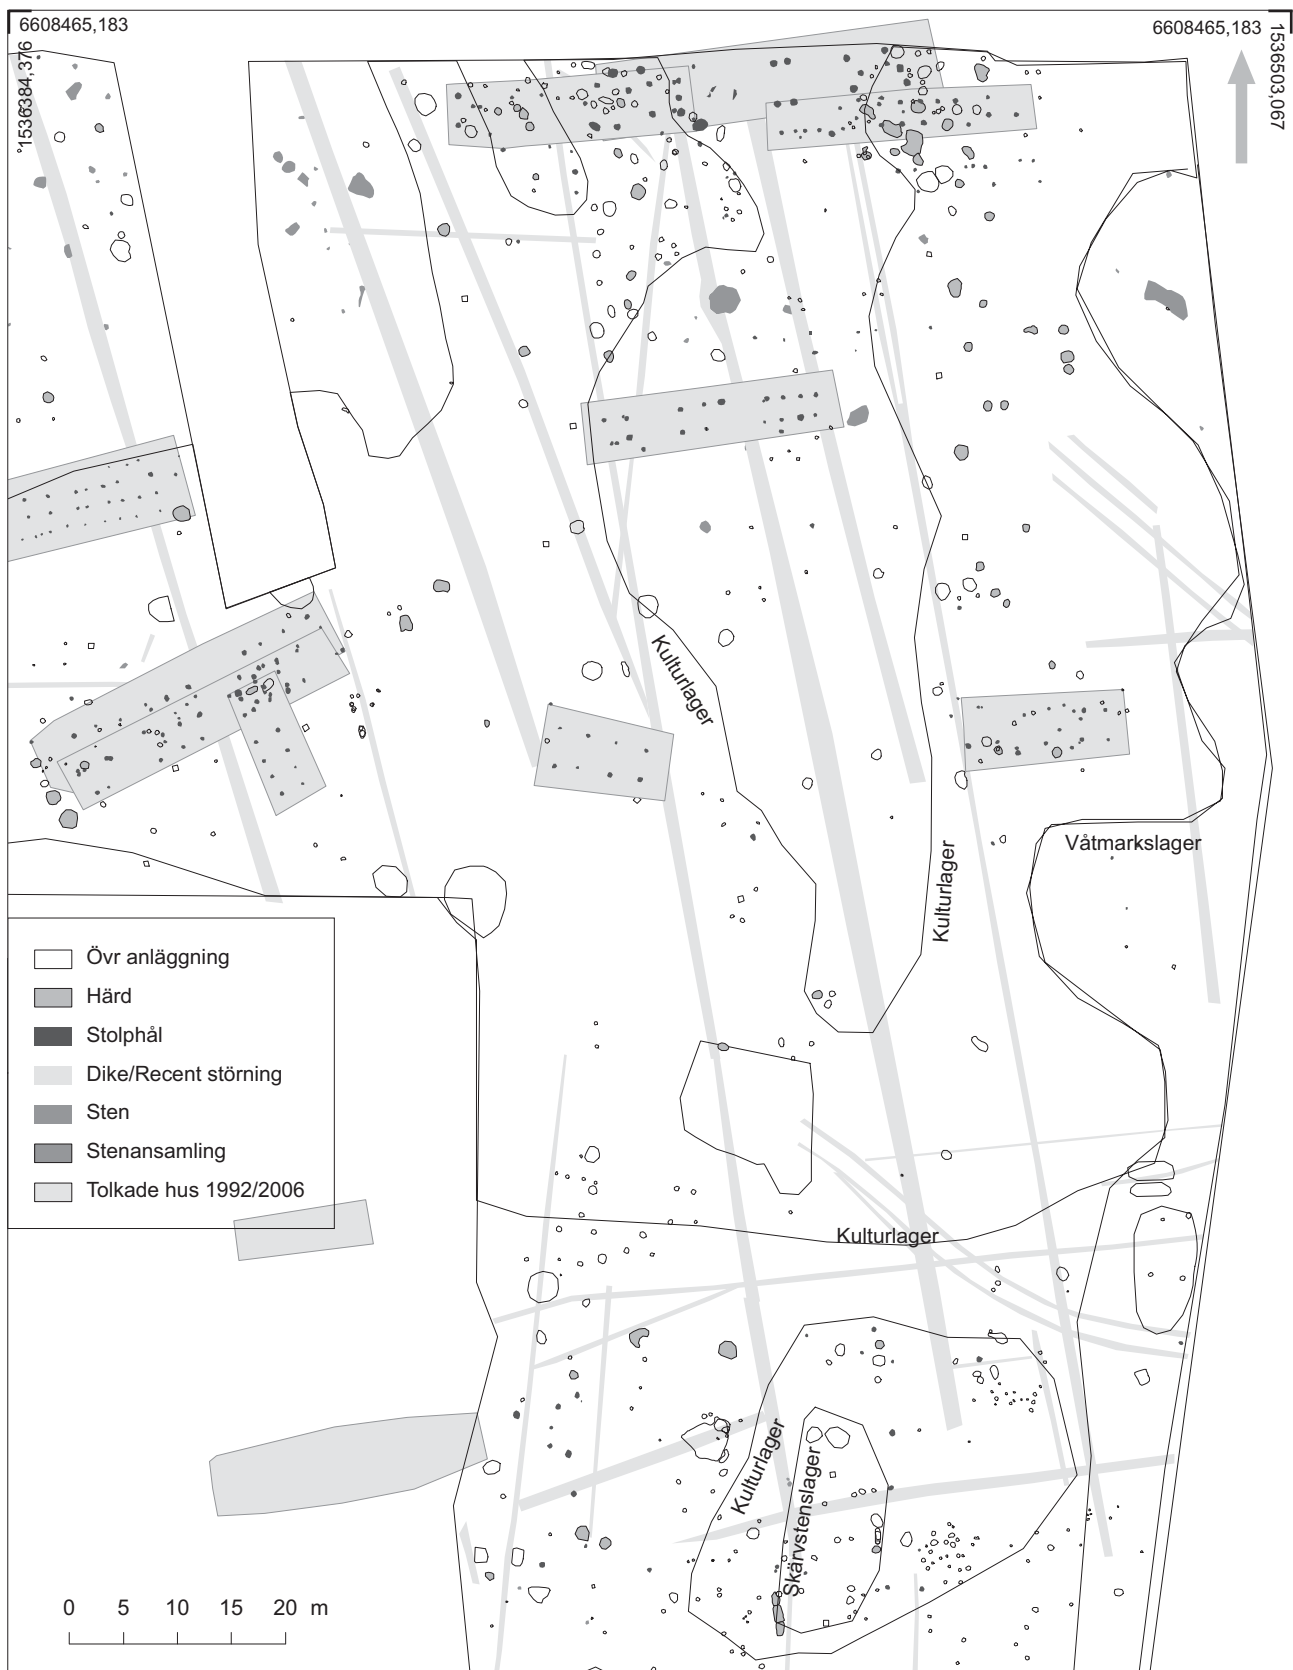 6608465,183
6608465,183
1536384,376
1536503,067
Kulturlager
Kulturlager
Våtmarkslager
Övr anläggning
Härd
Stolphål
Dike/Recent störning
Sten
Stenansamling
Tolkade hus 1992/2006
Kulturlager
Kulturlager
Skärvstenslager
0 5 10 15 20 m